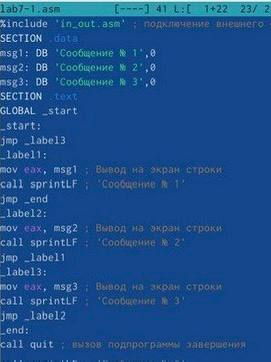 lab7-1.asm [----] 41 L:[ 1+22 23/ 2
%include 'in_out.asm' ; подключение внешнего
SECTION .data
msg1: DB 'Сообщение № 1',0
msg2: DB 'Сообщение № 2',0
msg3: DB 'Сообщение № 3',0
SECTION .text
GLOBAL _start
_start:
jmp _label3
_label1:
mov eax, msg1 ; Вывод на экран строки
call sprintLF ; 'Сообщение № 1'
jmp _end
_label2:
mov eax, msg2 ; Вывод на экран строки
call sprintLF ; 'Сообщение № 2'
jmp _label1
_label3:
mov eax, msg3 ; Вывод на экран строки
call sprintLF ; 'Сообщение № 3'
jmp _label2
_end:
call quit ; вызов подпрограммы завершения